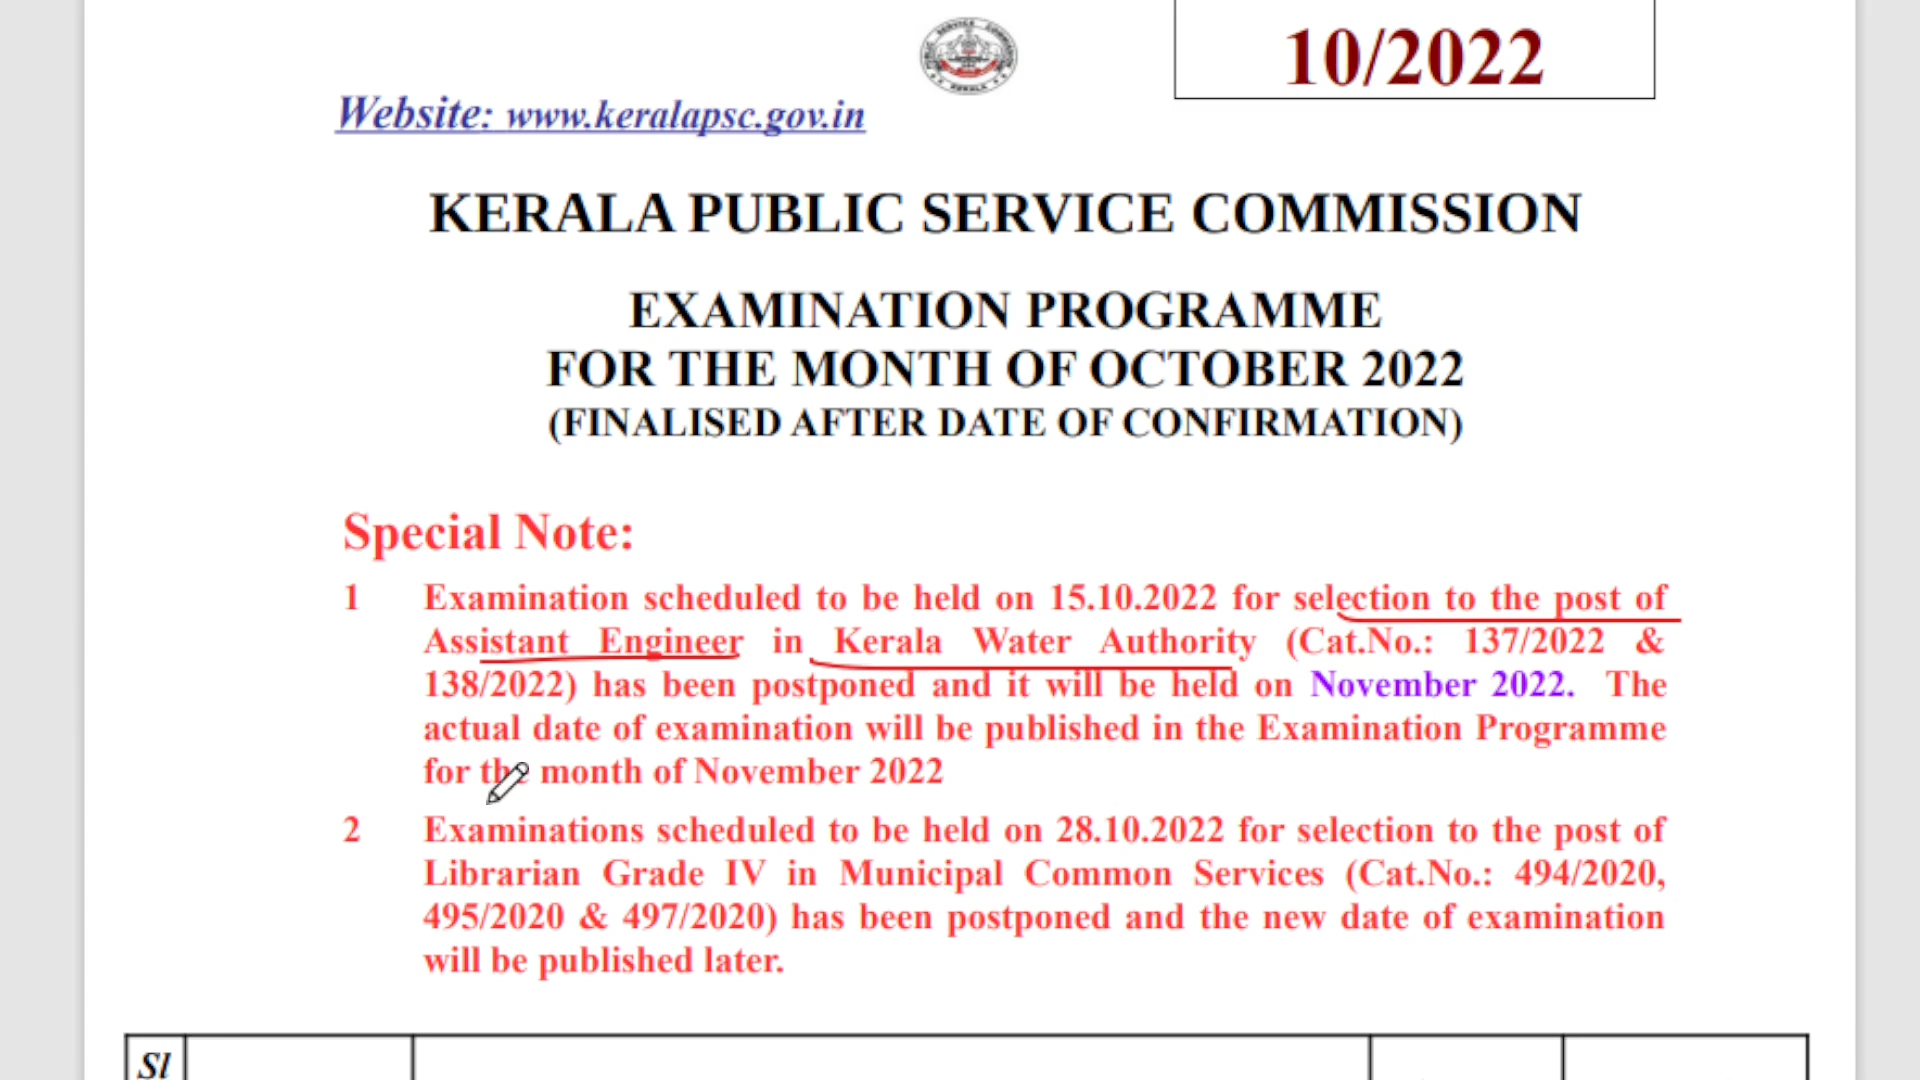 10/2022
Website: www.keralapsc.gov.in
KERALA PUBLIC SERVICE COMMISSION
EXAMINATION PROGRAMME
FOR THE MONTH OF OCTOBER 2022
(FINALISED AFTER DATE OF CONFIRMATION)
Special Note:
1 Examination scheduled to be held on 15.10.2022 for selection to the post of
Assistant Engineer in Kerala Water Authority (Cat.No.: 137/2022 &
138/2022) has been postponed and it will be held on November 2022. The
actual date of examination will be published in the Examination Programme
for the month of November 2022
2 Examinations scheduled to be held on 28.10.2022 for selection to the post of
Librarian Grade IV in Municipal Common Services (Cat.No.: 494/2020,
495/2020 & 497/2020) has been postponed and the new date of examination
will be published later.
Sl